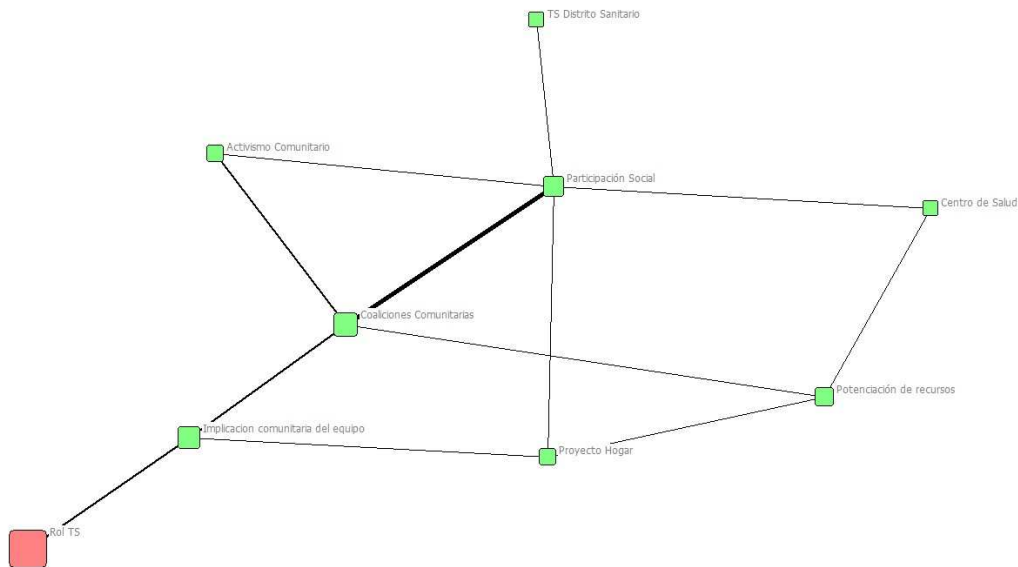 TS Distrito Sanitario
Activismo Comunitario
Participación Social
Centro de Salud
Coaliciones Comunitarias
Potenciación de recursos
Implicacion comunitaria del equipo
Proyecto Hogar
Rol TS